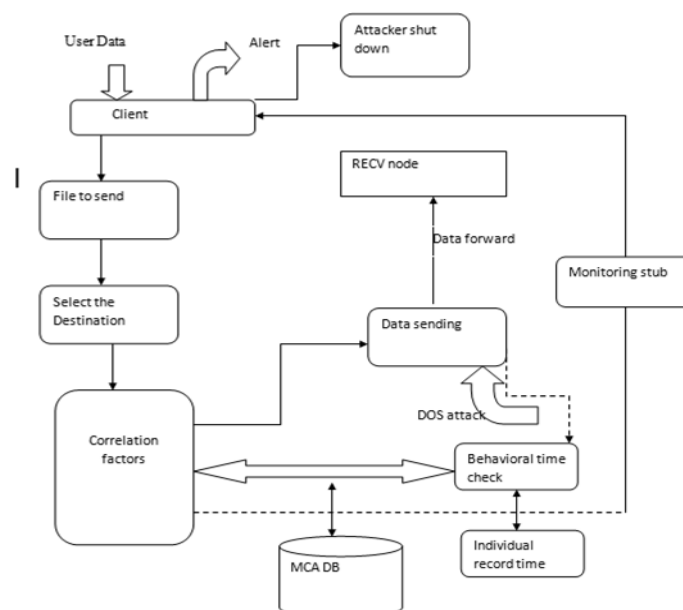 User Data
Alert
Attacker shut
down
Client
RECV node
File to send
Data forward
Monitoring stub
Select the
Destination
Data sending
DOS attack
Correlation
factors
Behavioral time
check
Individual
record time
MCA DB